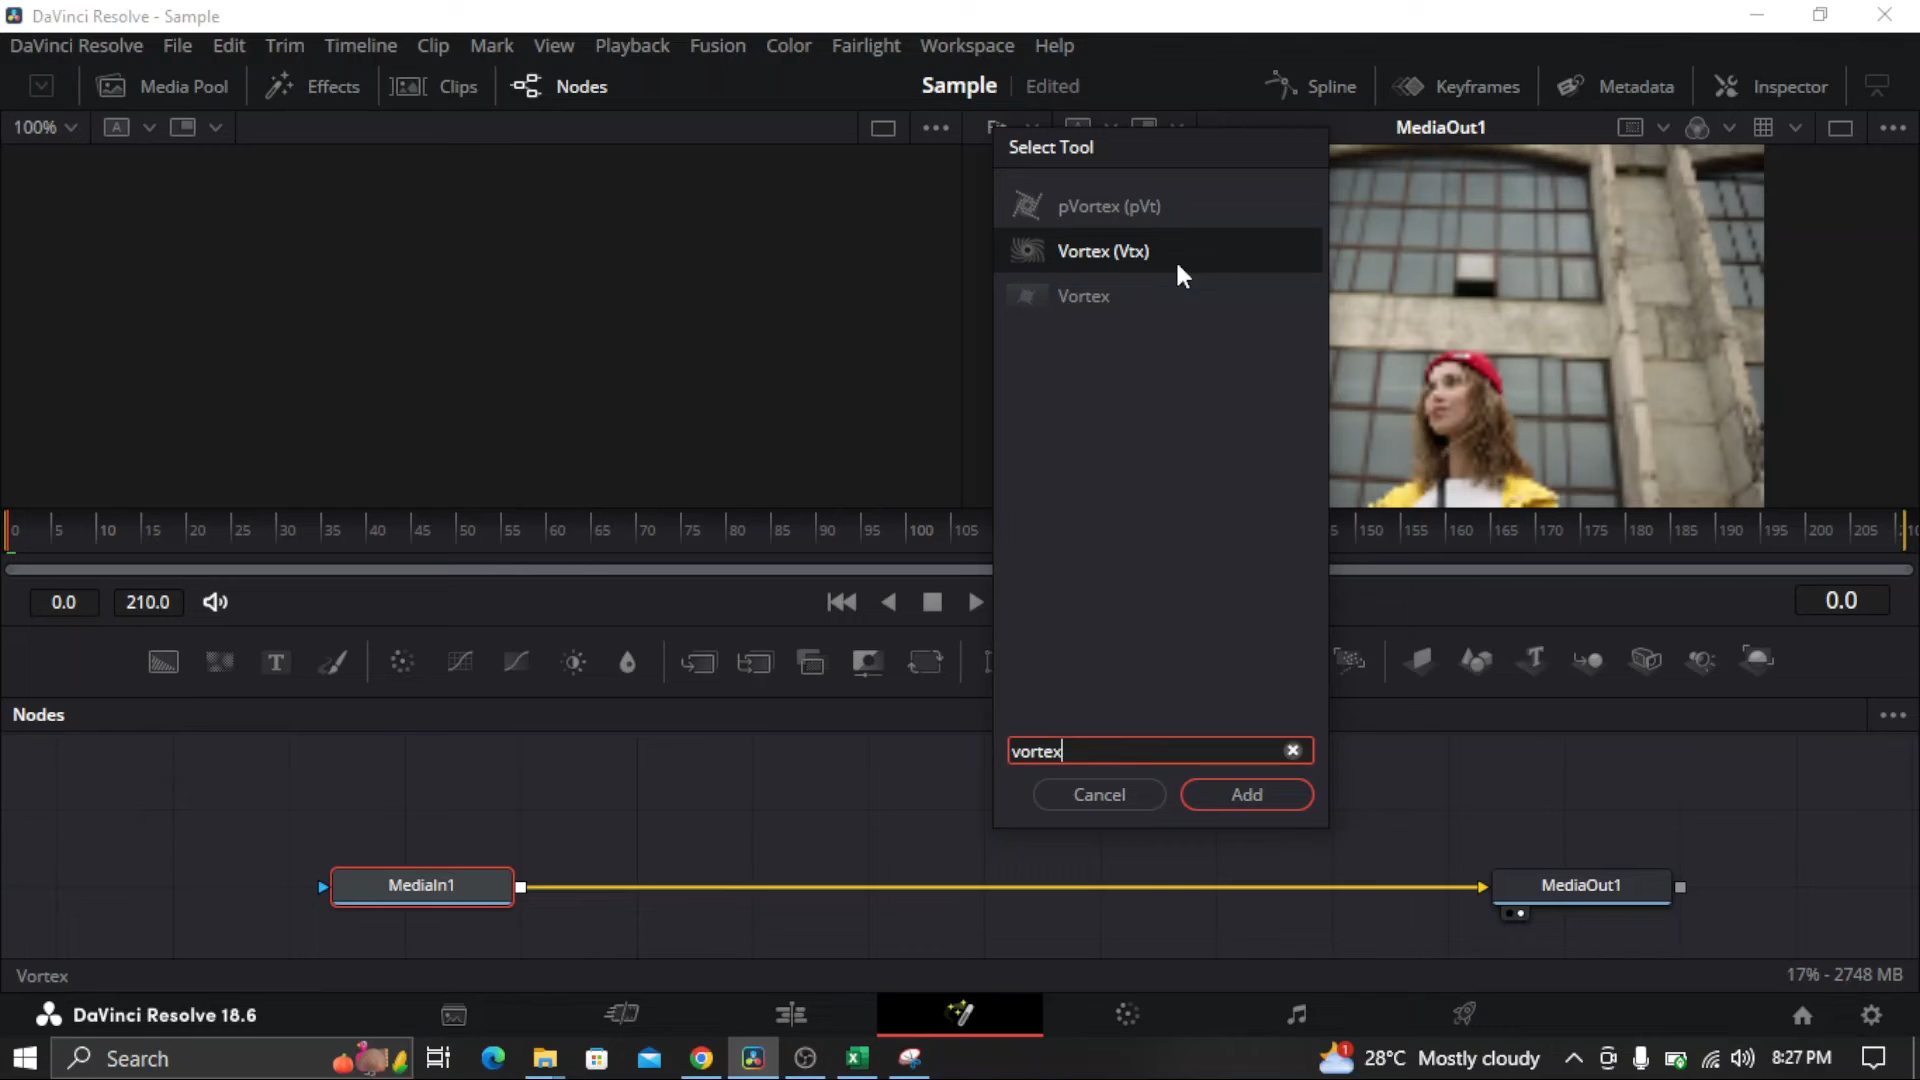 DaVinci Resolve - Sample
DaVinci Resolve File Edit Trim Timeline Clip Mark View Playback Fusion Color Fairlight Workspace Help
Media Pool Effects Clips Nodes Sample Edited Spline Keyframes Metadata Inspector
100% A MediaOut1
Select Tool
pVortex (pVt)
Vortex (Vtx)
Vortex
0 5 10 15 20 25 30 35 40 45 50 55 60 65 70 75 80 85 90 95 100 105 150 155 160 165 170 175 180 185 190 195 200 205
0.0 210.0 0.0
T T
Nodes
vortex
Cancel Add
MediaIn1 MediaOut1
Vortex 17% - 2748 MB
DaVinci Resolve 18.6
Search 1 28°C Mostly cloudy 8:27 PM